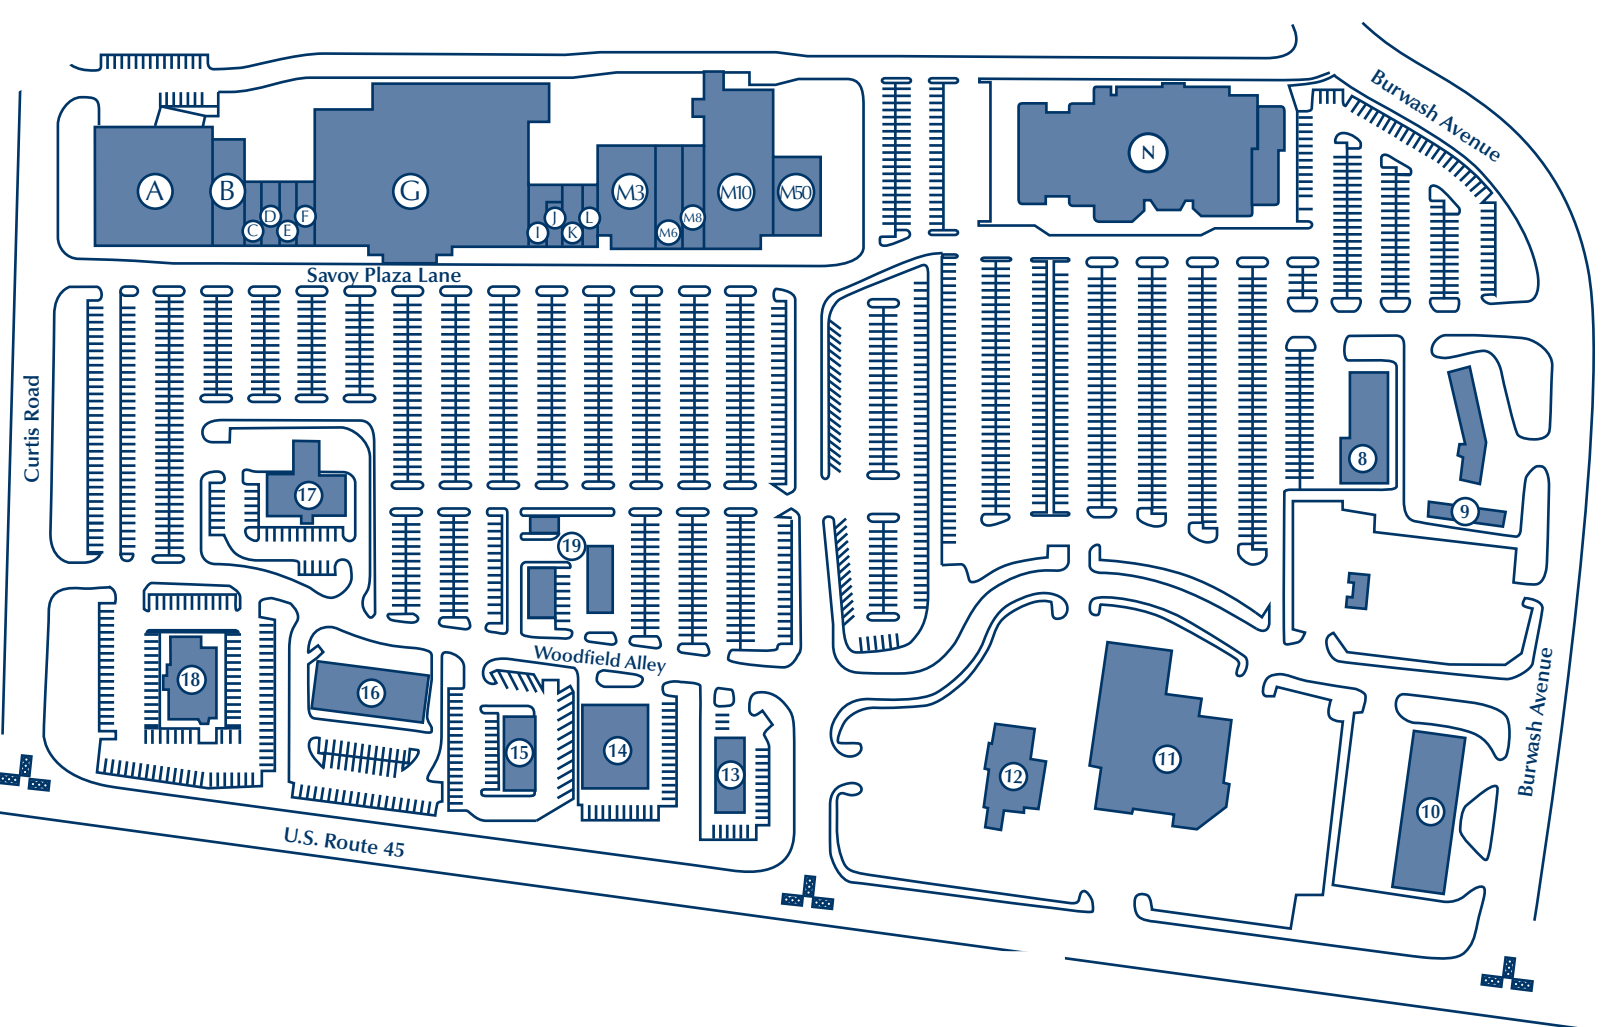 Burwash Avenue
N
A
B
G
M3
M10
M50
D
F
J
L
M8
C
E
I
K
M6
Savoy Plaza Lane
Curtis Road
8
17
9
19
Woodfield Alley
18
16
15
14
13
12
11
10
Burwash Avenue
U.S. Route 45